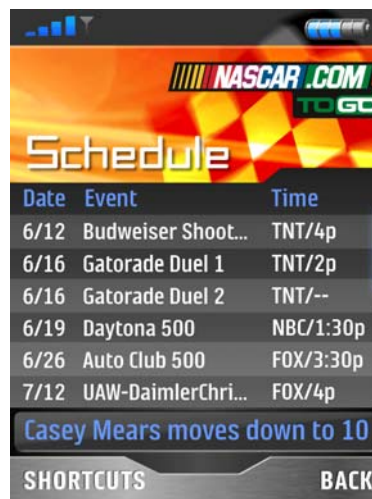 NASCAR.COM
TO GO
Schedule
Date Event Time
6/12 Budweiser Shoot... TNT/4p
6/16 Gatorade Duel 1 TNT/2p
6/16 Gatorade Duel 2 TNT/--
6/19 Daytona 500 NBC/1:30p
6/26 Auto Club 500 FOX/3:30p
7/12 UAW-DaimlerChri... FOX/4p
Casey Mears moves down to 10
SHORTCUTS BACK